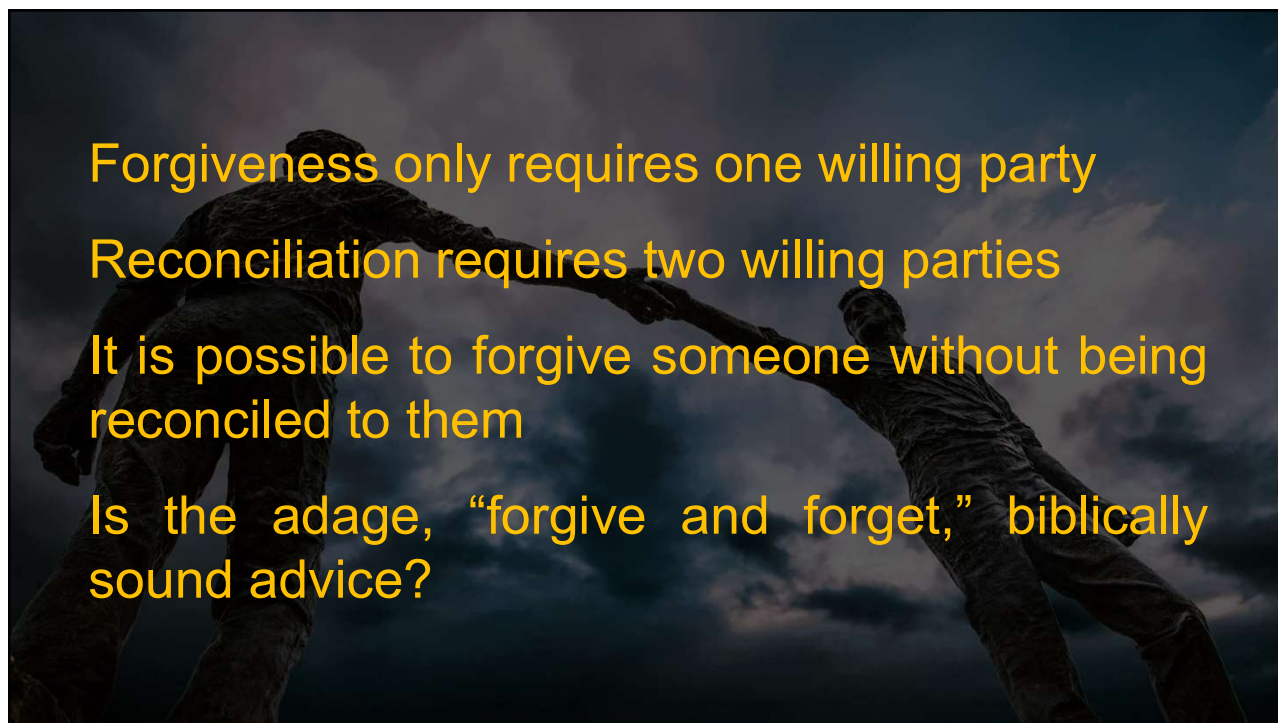 Forgiveness only requires one willing party
Reconciliation requires two willing parties
It is possible to forgive someone without being
reconciled to them
Is the adage, “forgive and forget,” biblically
sound advice?